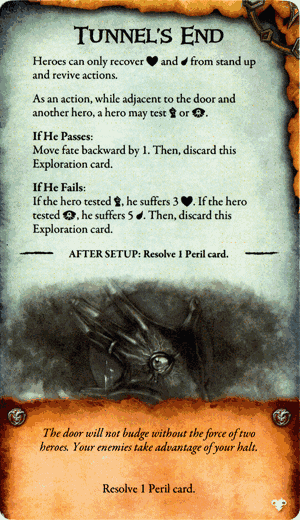 TUNNEL'S END
Heroes can only recover and from stand up
and revive actions.
As an action, while adjacent to the door and
another hero, a hero may test or .
If He Passes:
Move fate backward by 1. Then, discard this
Exploration card.
If He Fails:
If the hero tested , he suffers 3 . If the hero
tested , he suffers 5 . Then, discard this
Exploration card.
AFTER SETUP: Resolve 1 Peril card.
The door will not budge without the force of two
heroes. Your enemies take advantage of your halt.
Resolve 1 Peril card.